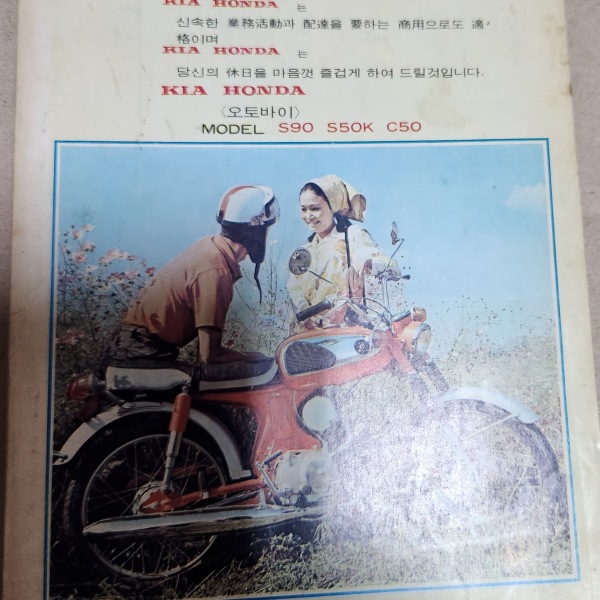 KIA HONDA 는
신속한 業務活動과 配達을 要하는 商用으로도 適
格이며
KIA HONDA 는
당신의 休日을 마음껏 즐겁게 하여 드릴것입니다.
KIA HONDA
〈오토바이〉
MODEL S90 S50K C50